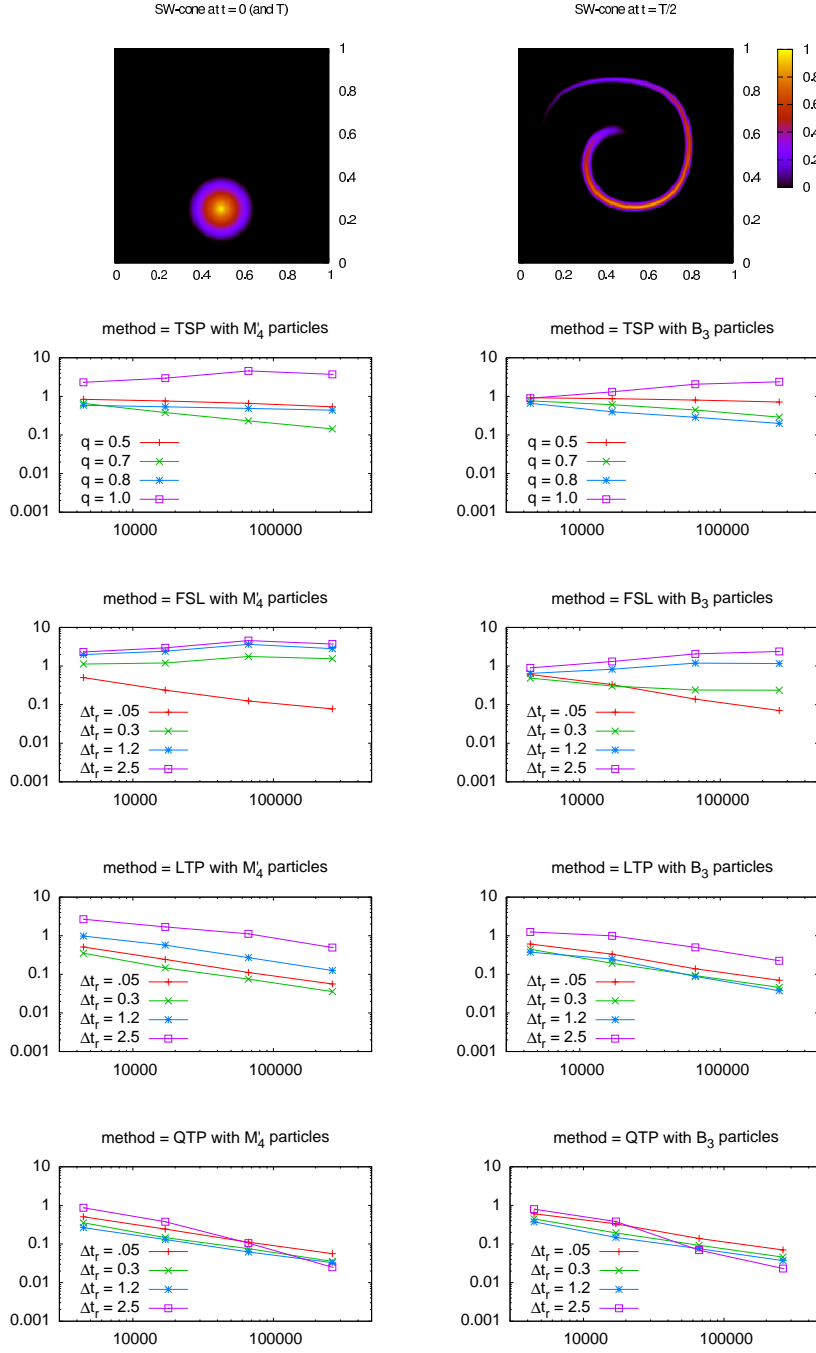 SW-cone at t = 0 (and T)
SW-cone at t = T/2
1
0.8
0.6
0.4
0.2
0
0 0.2 0.4 0.6 0.8 1
1
0.8
0.6
0.4
0.2
0
0 0.2 0.4 0.6 0.8 1
1
0.8
0.6
0.4
0.2
0
method = TSP with M'4 particles
10
1
0.1
0.01
0.001
q = 0.5
q = 0.7
q = 0.8
q = 1.0
10000 100000
method = TSP with B3 particles
10
1
0.1
0.01
0.001
q = 0.5
q = 0.7
q = 0.8
q = 1.0
10000 100000
method = FSL with M'4 particles
10
1
0.1
0.01
0.001
Δtr = .05
Δtr = 0.3
Δtr = 1.2
Δtr = 2.5
10000 100000
method = FSL with B3 particles
10
1
0.1
0.01
0.001
Δtr = .05
Δtr = 0.3
Δtr = 1.2
Δtr = 2.5
10000 100000
method = LTP with M'4 particles
10
1
0.1
0.01
0.001
Δtr = .05
Δtr = 0.3
Δtr = 1.2
Δtr = 2.5
10000 100000
method = LTP with B3 particles
10
1
0.1
0.01
0.001
Δtr = .05
Δtr = 0.3
Δtr = 1.2
Δtr = 2.5
10000 100000
method = QTP with M'4 particles
10
1
0.1
0.01
0.001
Δtr = .05
Δtr = 0.3
Δtr = 1.2
Δtr = 2.5
10000 100000
method = QTP with B3 particles
10
1
0.1
0.01
0.001
Δtr = .05
Δtr = 0.3
Δtr = 1.2
Δtr = 2.5
10000 100000